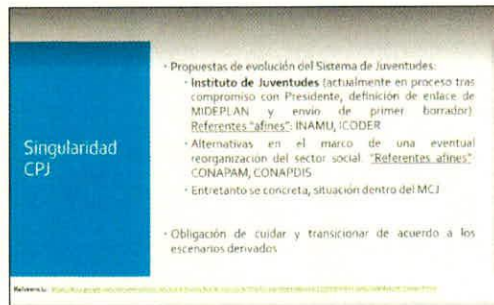 Singularidad
CPJ
· Propuestas de evolución del Sistema de Juventudes:
· Instituto de Juventudes (actualmente en proceso tras
compromiso con Presidente, definición de enlace de
MIDEPLAN y envío de primer borrador)
Referentes "afines": INAMU, ICODER
· Alternativas en el marco de una eventual
reorganización del sector social. "Referentes afines":
CONAPAM, CONAPDIS
· Entretanto se concreta, situación dentro del MCJ
· Obligación de cuidar y transicionar de acuerdo a los
escenarios derivados
Referencia: